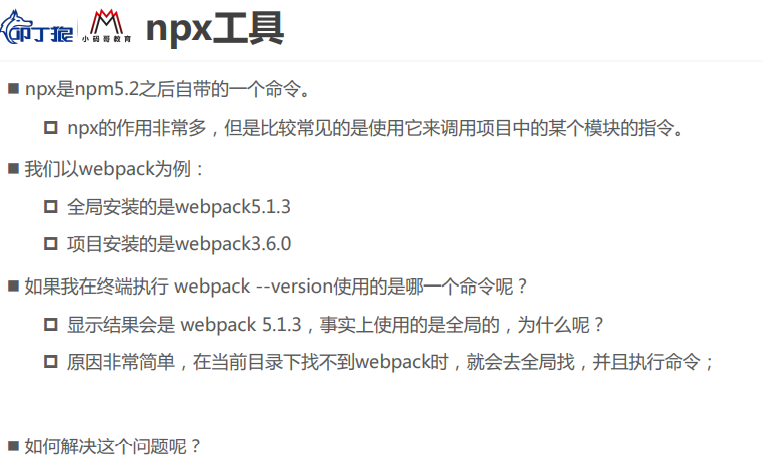 叩丁狼 小码哥教育 npx工具
■ npx是npm5.2之后自带的一个命令。
npx的作用非常多，但是比较常见的是使用它来调用项目中的某个模块的指令。
■ 我们以webpack为例：
全局安装的是webpack5.1.3
项目安装的是webpack3.6.0
■ 如果我在终端执行 webpack --version使用的是哪一个命令呢？
显示结果会是 webpack 5.1.3，事实上使用的是全局的，为什么呢？
原因非常简单，在当前目录下找不到webpack时，就会去全局找，并且执行命令；
■ 如何解决这个问题呢？